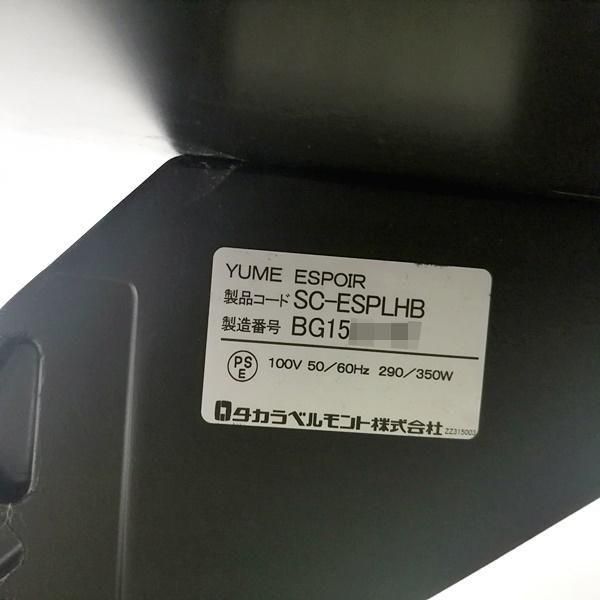 YUME ESPOIR
製品コード SC-ESPLHB
製造番号 BG15
PS E 100V 50/60Hz 290/350W
タカラベルモント株式会社 ZZ315003